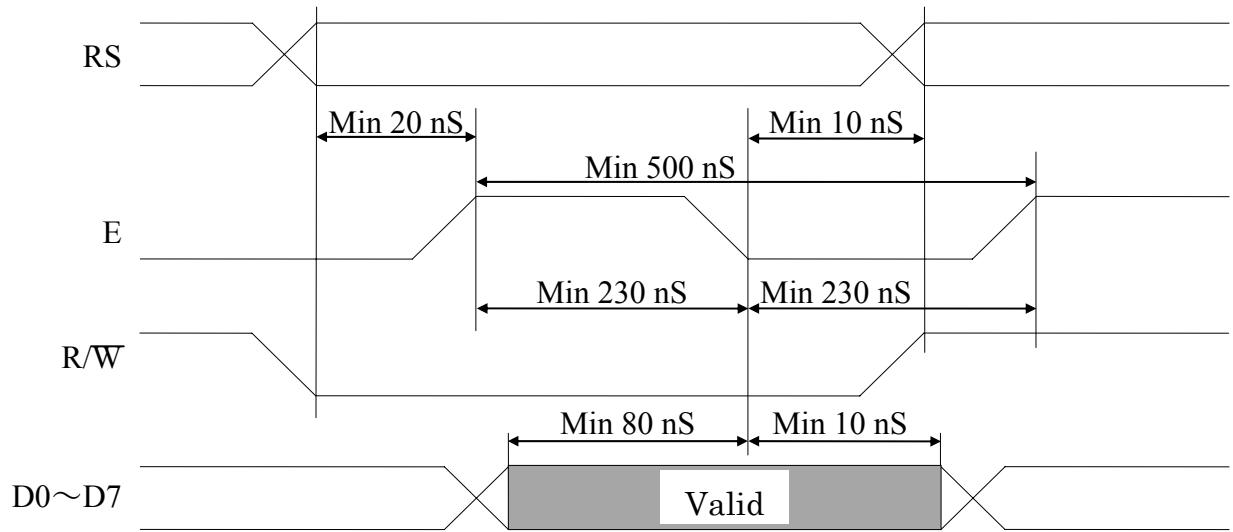 RS
Min 20 nS
Min 10 nS
Min 500 nS
E
Min 230 nS
Min 230 nS
R/W̅
Min 80 nS
Min 10 nS
D0～D7
Valid